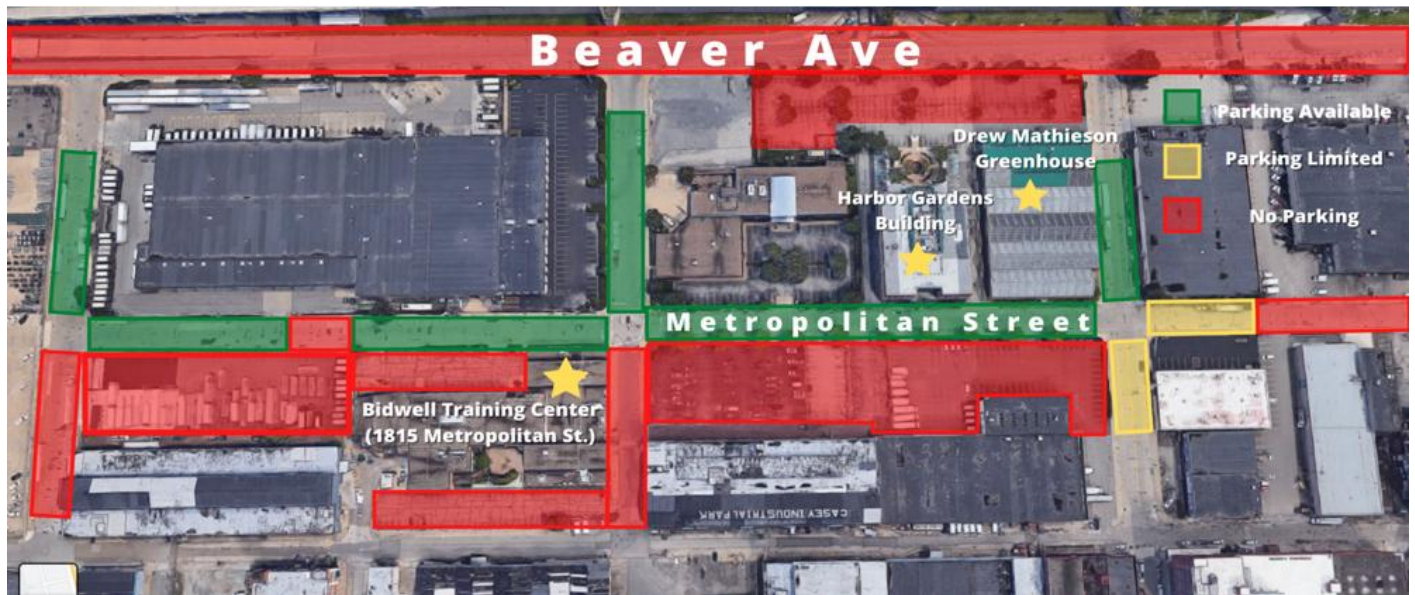 Beaver Ave
Parking Available
Drew Mathieson
Greenhouse
Parking Limited
Harbor Gardens
Building
No Parking
Metropolitan Street
Bidwell Training Center
(1815 Metropolitan St.)
CASEY INDUSTRIAL PARK